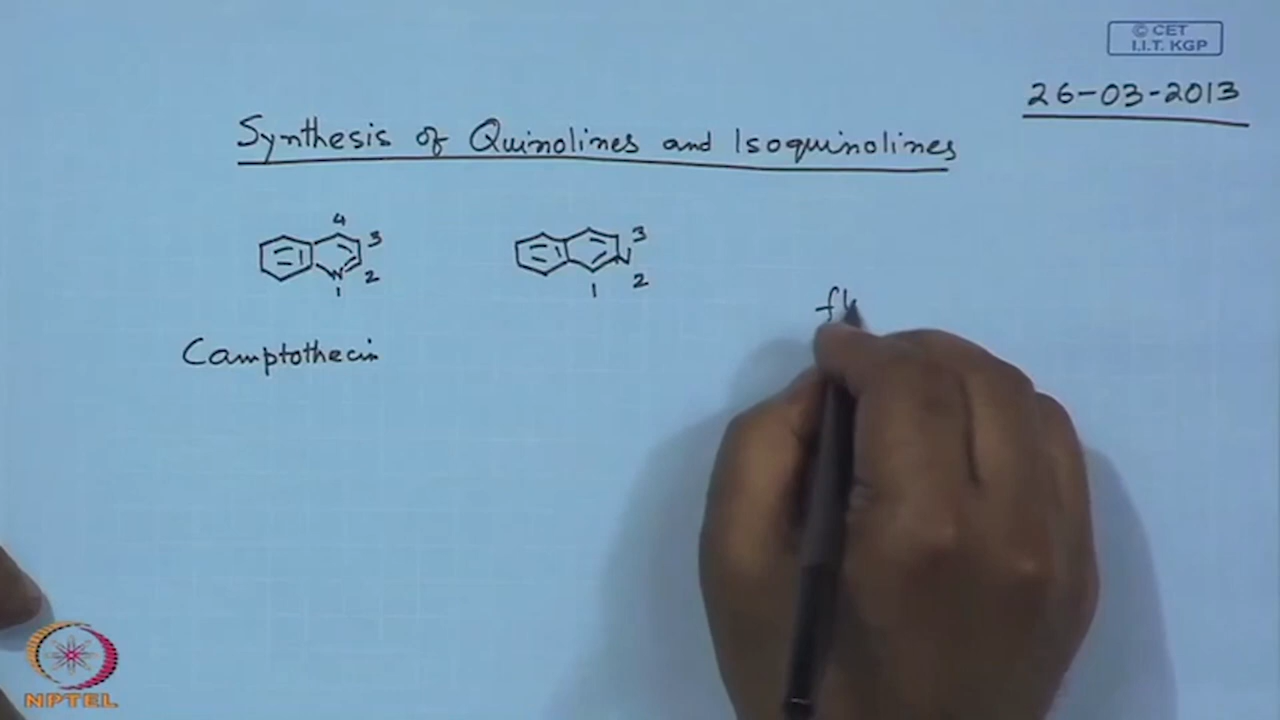 © CET
I.I.T. KGP
26-03-2013
Synthesis of Quinolines and Isoquinolines
4
3
N
2
1
3
N
2
1
Camptothecin
NPTEL